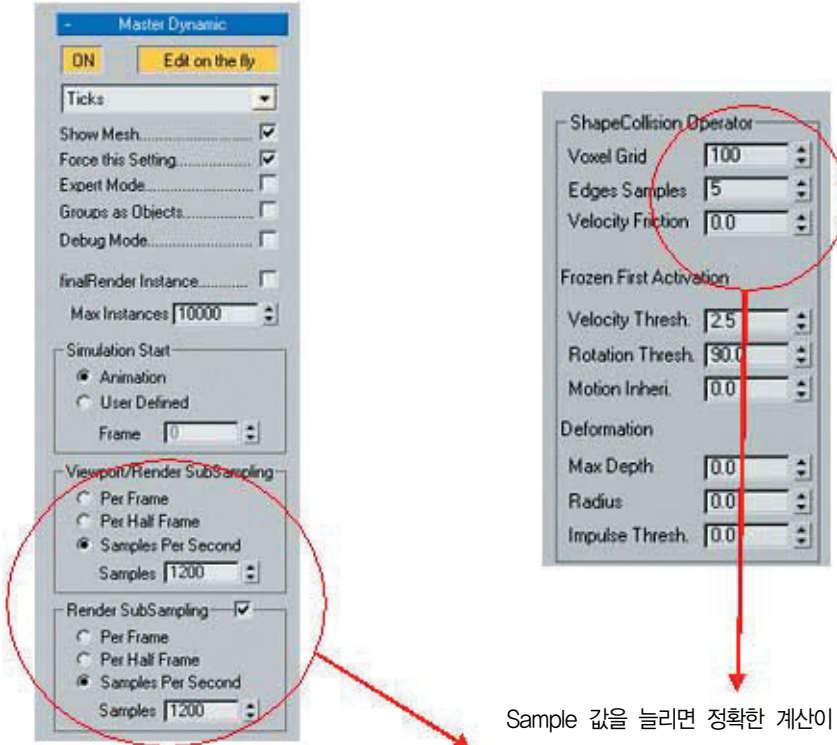 - Master Dynamic
ON Edit on the fly
Ticks
Show Mesh
Force this Setting
Expert Mode
Groups as Objects
Debug Mode
finalRender Instance
Max Instances 10000
Simulation Start
Animation
User Defined
Frame 0
Viewport/Render SubSampling
Per Frame
Per Half Frame
Samples Per Second
Samples 1200
Render SubSampling
Per Frame
Per Half Frame
Samples Per Second
Samples 1200
ShapeCollision Operator
Voxel Grid 100
Edges Samples 5
Velocity Friction 0.0
Frozen First Activation
Velocity Thresh. 2.5
Rotation Thresh. 90.0
Motion Inheri. 0.0
Deformation
Max Depth 0.0
Radius 0.0
Impulse Thresh. 0.0
Sample 값을 늘리면 정확한 계산이